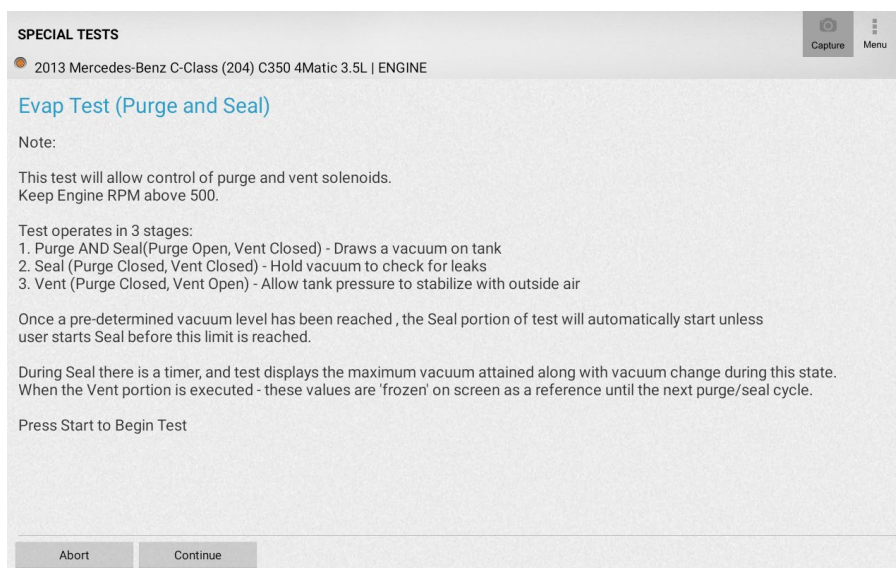 SPECIAL TESTS
Capture
Menu
2013 Mercedes-Benz C-Class (204) C350 4Matic 3.5L | ENGINE
Evap Test (Purge and Seal)
Note:
This test will allow control of purge and vent solenoids.
Keep Engine RPM above 500.
Test operates in 3 stages:
1. Purge AND Seal(Purge Open, Vent Closed) - Draws a vacuum on tank
2. Seal (Purge Closed, Vent Closed) - Hold vacuum to check for leaks
3. Vent (Purge Closed, Vent Open) - Allow tank pressure to stabilize with outside air
Once a pre-determined vacuum level has been reached , the Seal portion of test will automatically start unless
user starts Seal before this limit is reached.
During Seal there is a timer, and test displays the maximum vacuum attained along with vacuum change during this state.
When the Vent portion is executed - these values are 'frozen' on screen as a reference until the next purge/seal cycle.
Press Start to Begin Test
Abort
Continue